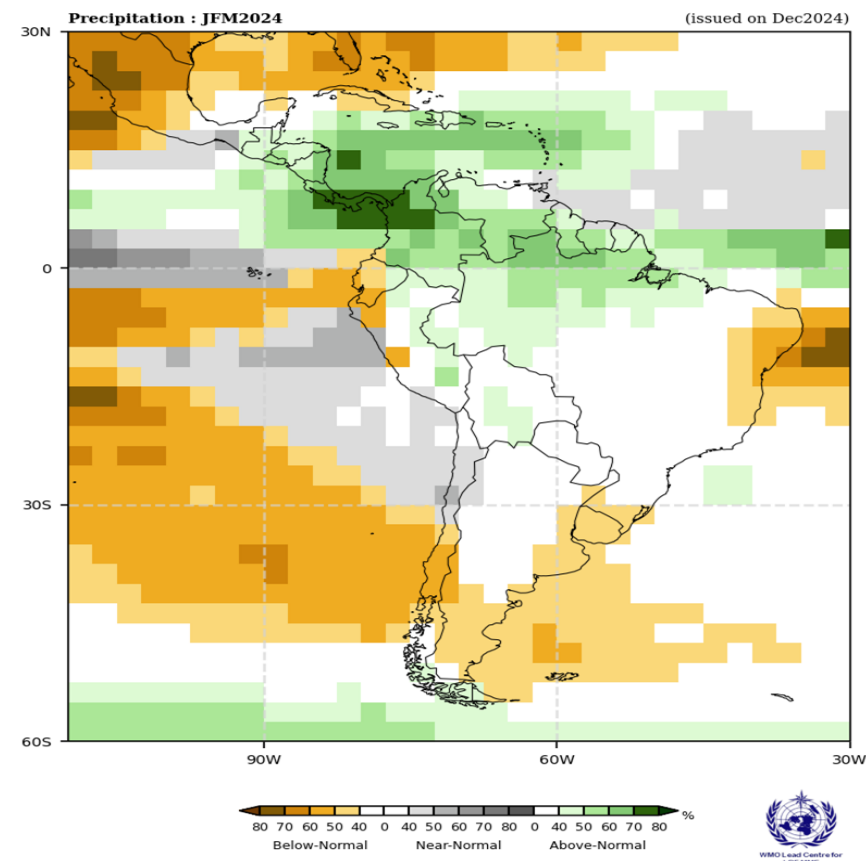 Precipitation : JFM2024 (issued on Dec2024)
30N
0
30S
60S
90W 60W 30W
80 70 60 50 40 0 40 50 60 70 80 0 40 50 60 70 80 %
Below-Normal Near-Normal Above-Normal
WMO Lead Centre for